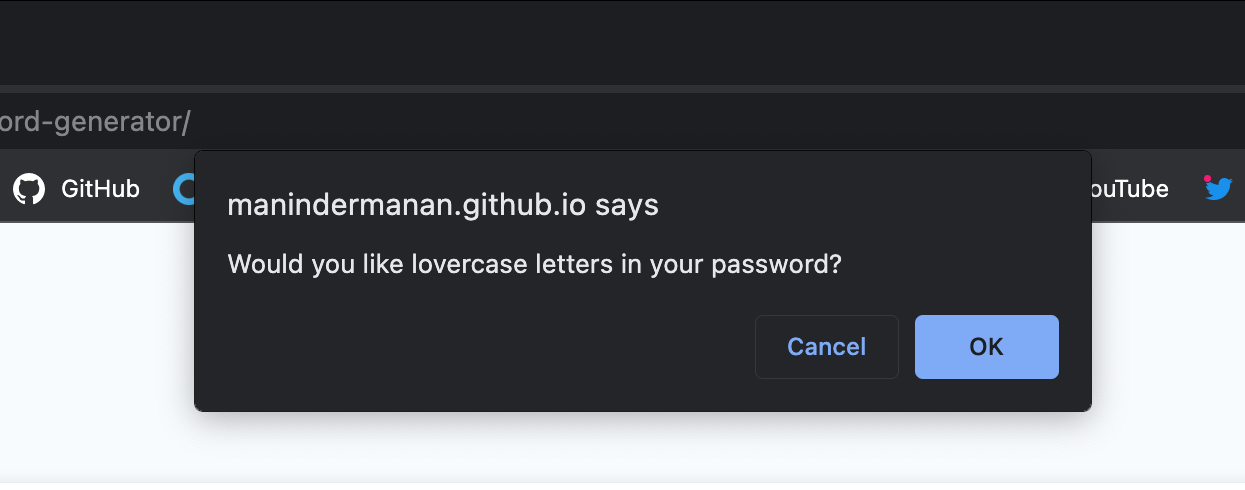 ord-generator/
GitHub
ouTube
manindermanan.github.io says
Would you like lovercase letters in your password?
Cancel
OK